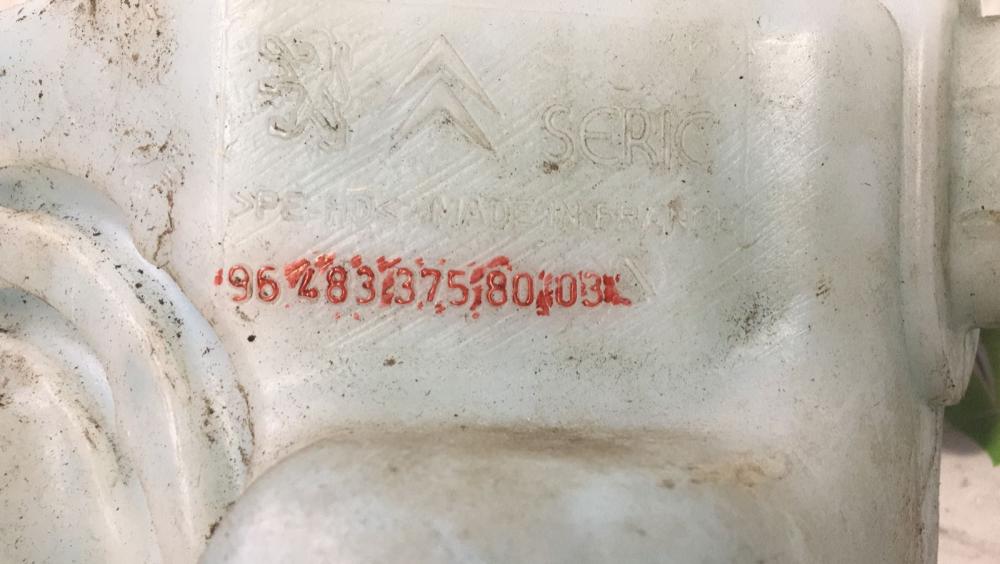 SERIC
>PE-HD< MADE IN FRANCE
96 483 375 80 03